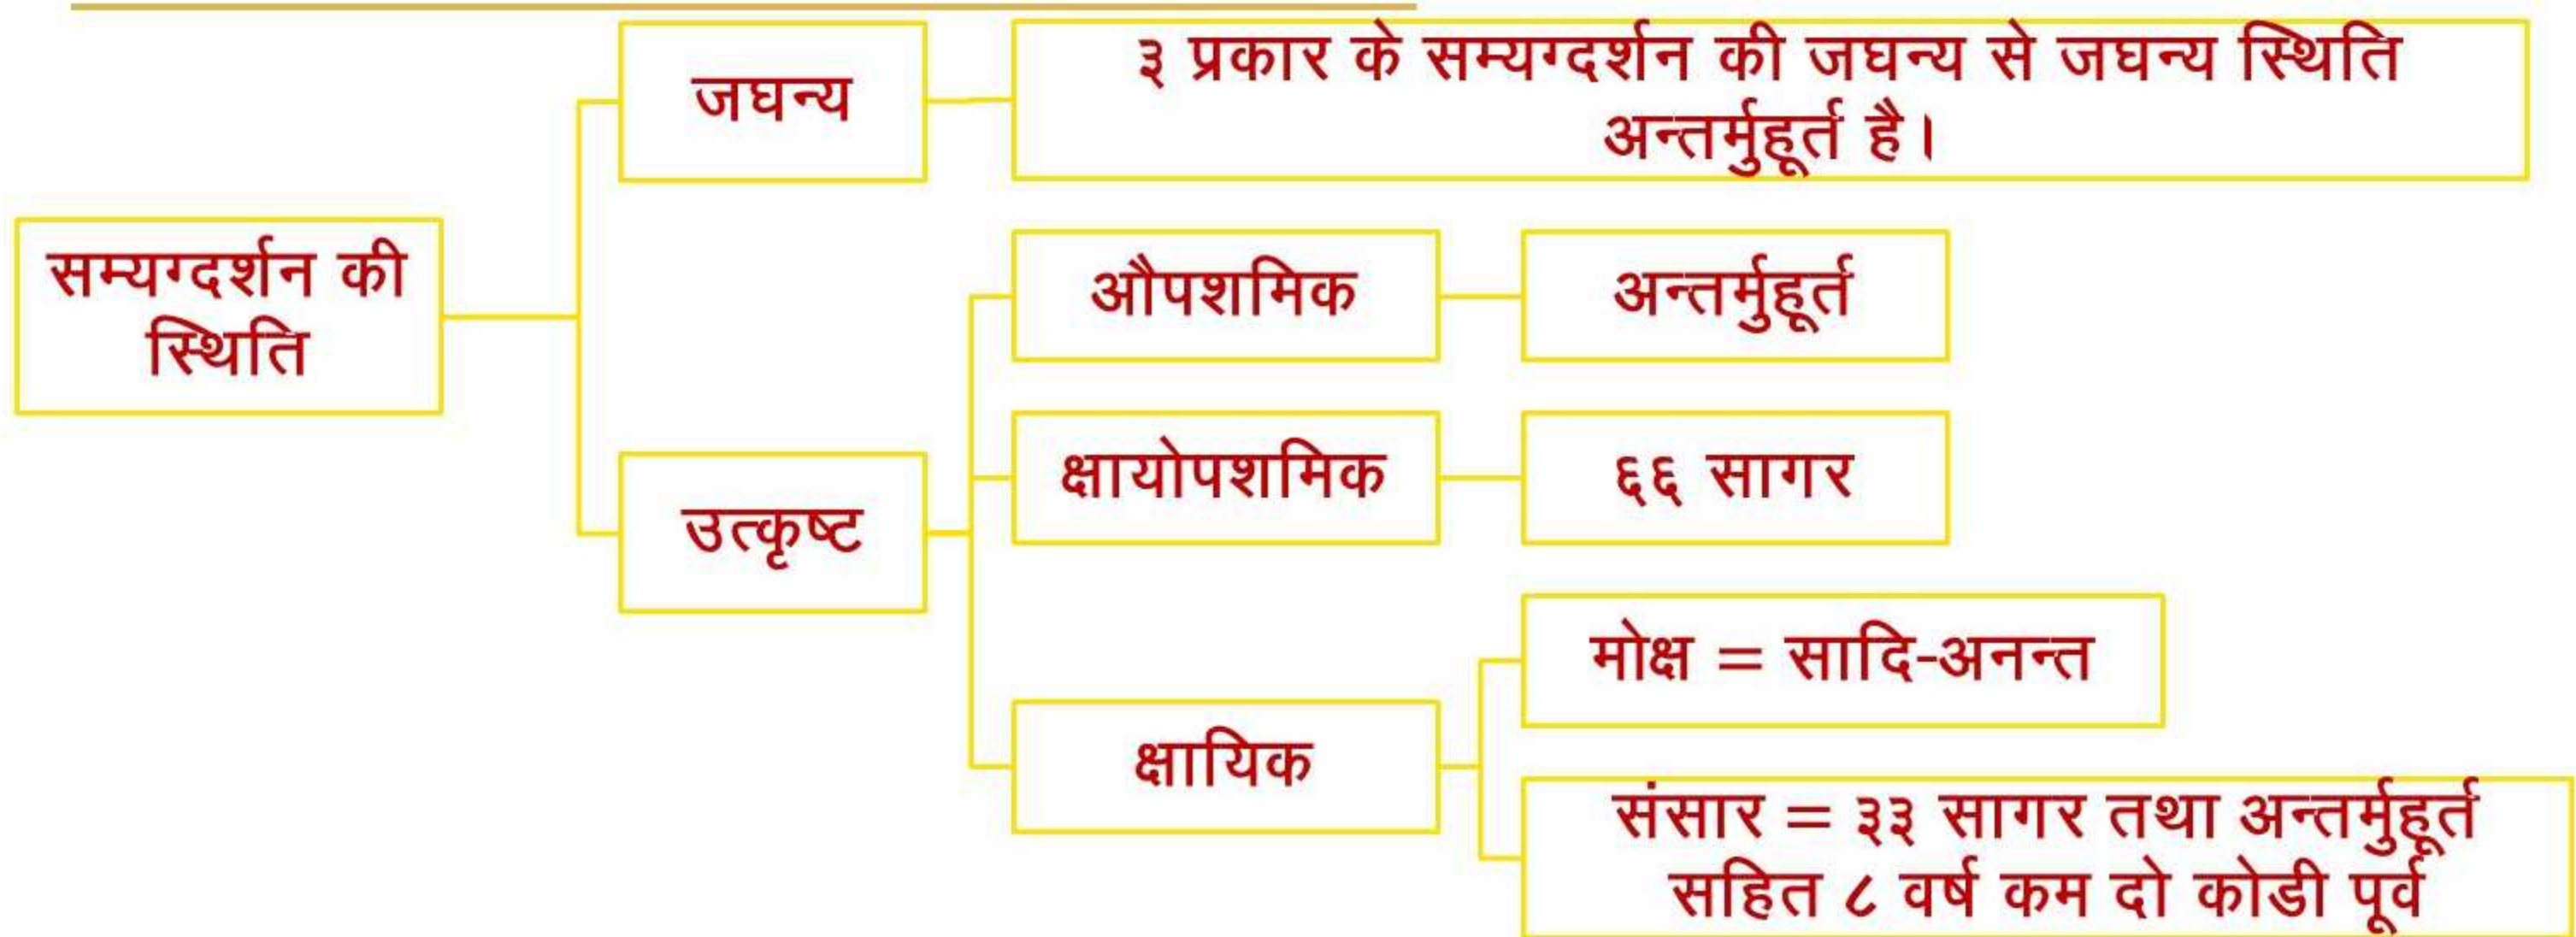 सम्यग्दर्शन की
स्थिति
जघन्य
३ प्रकार के सम्यग्दर्शन की जघन्य से जघन्य स्थिति
अन्तर्मुहूर्त है।
उत्कृष्ट
औपशमिक
अन्तर्मुहूर्त
क्षायोपशमिक
६६ सागर
क्षायिक
मोक्ष = सादि-अनन्त
संसार = ३३ सागर तथा अन्तर्मुहूर्त
सहित ८ वर्ष कम दो कोडी पूर्व